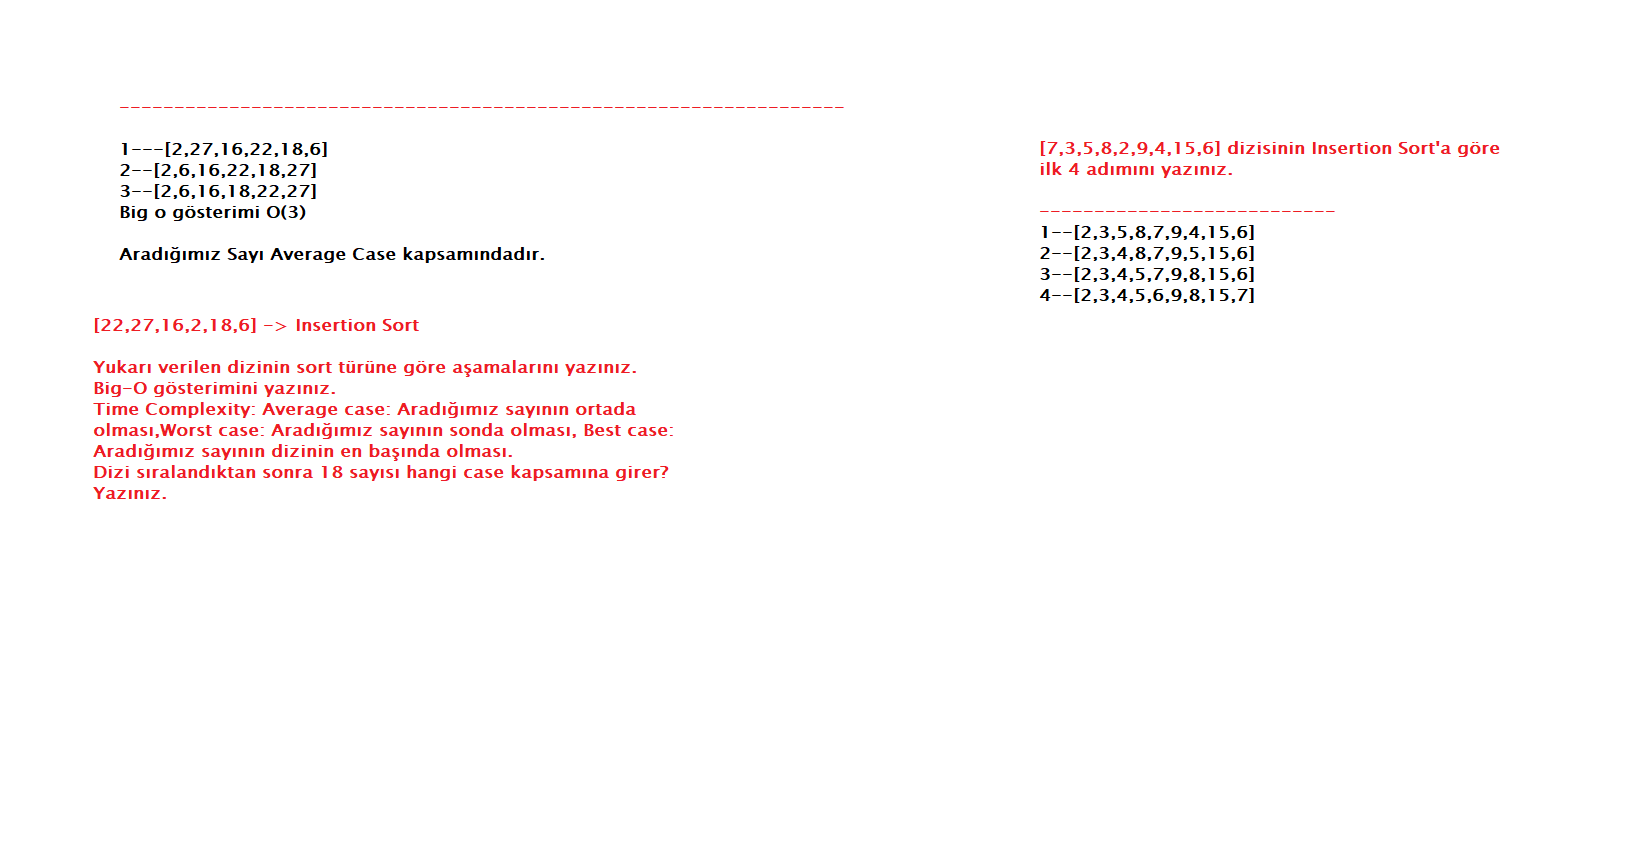 --------------------------------------------------------------------
1---[2,27,16,22,18,6]
2--[2,6,16,22,18,27]
3--[2,6,16,18,22,27]
Big o gösterimi O(3)
Aradığımız Sayı Average Case kapsamındadır.
[22,27,16,2,18,6] -> Insertion Sort
Yukarı verilen dizinin sort türüne göre aşamalarını yazınız.
Big-O gösterimini yazınız.
Time Complexity: Average case: Aradığımız sayının ortada
olması,Worst case: Aradığımız sayının sonda olması, Best case:
Aradığımız sayının dizinin en başında olması.
Dizi sıralandıktan sonra 18 sayısı hangi case kapsamına girer?
Yazınız.
[7,3,5,8,2,9,4,15,6] dizisinin Insertion Sort'a göre
ilk 4 adımını yazınız.
---------------------------
1--[2,3,5,8,7,9,4,15,6]
2--[2,3,4,8,7,9,5,15,6]
3--[2,3,4,5,7,9,8,15,6]
4--[2,3,4,5,6,9,8,15,7]